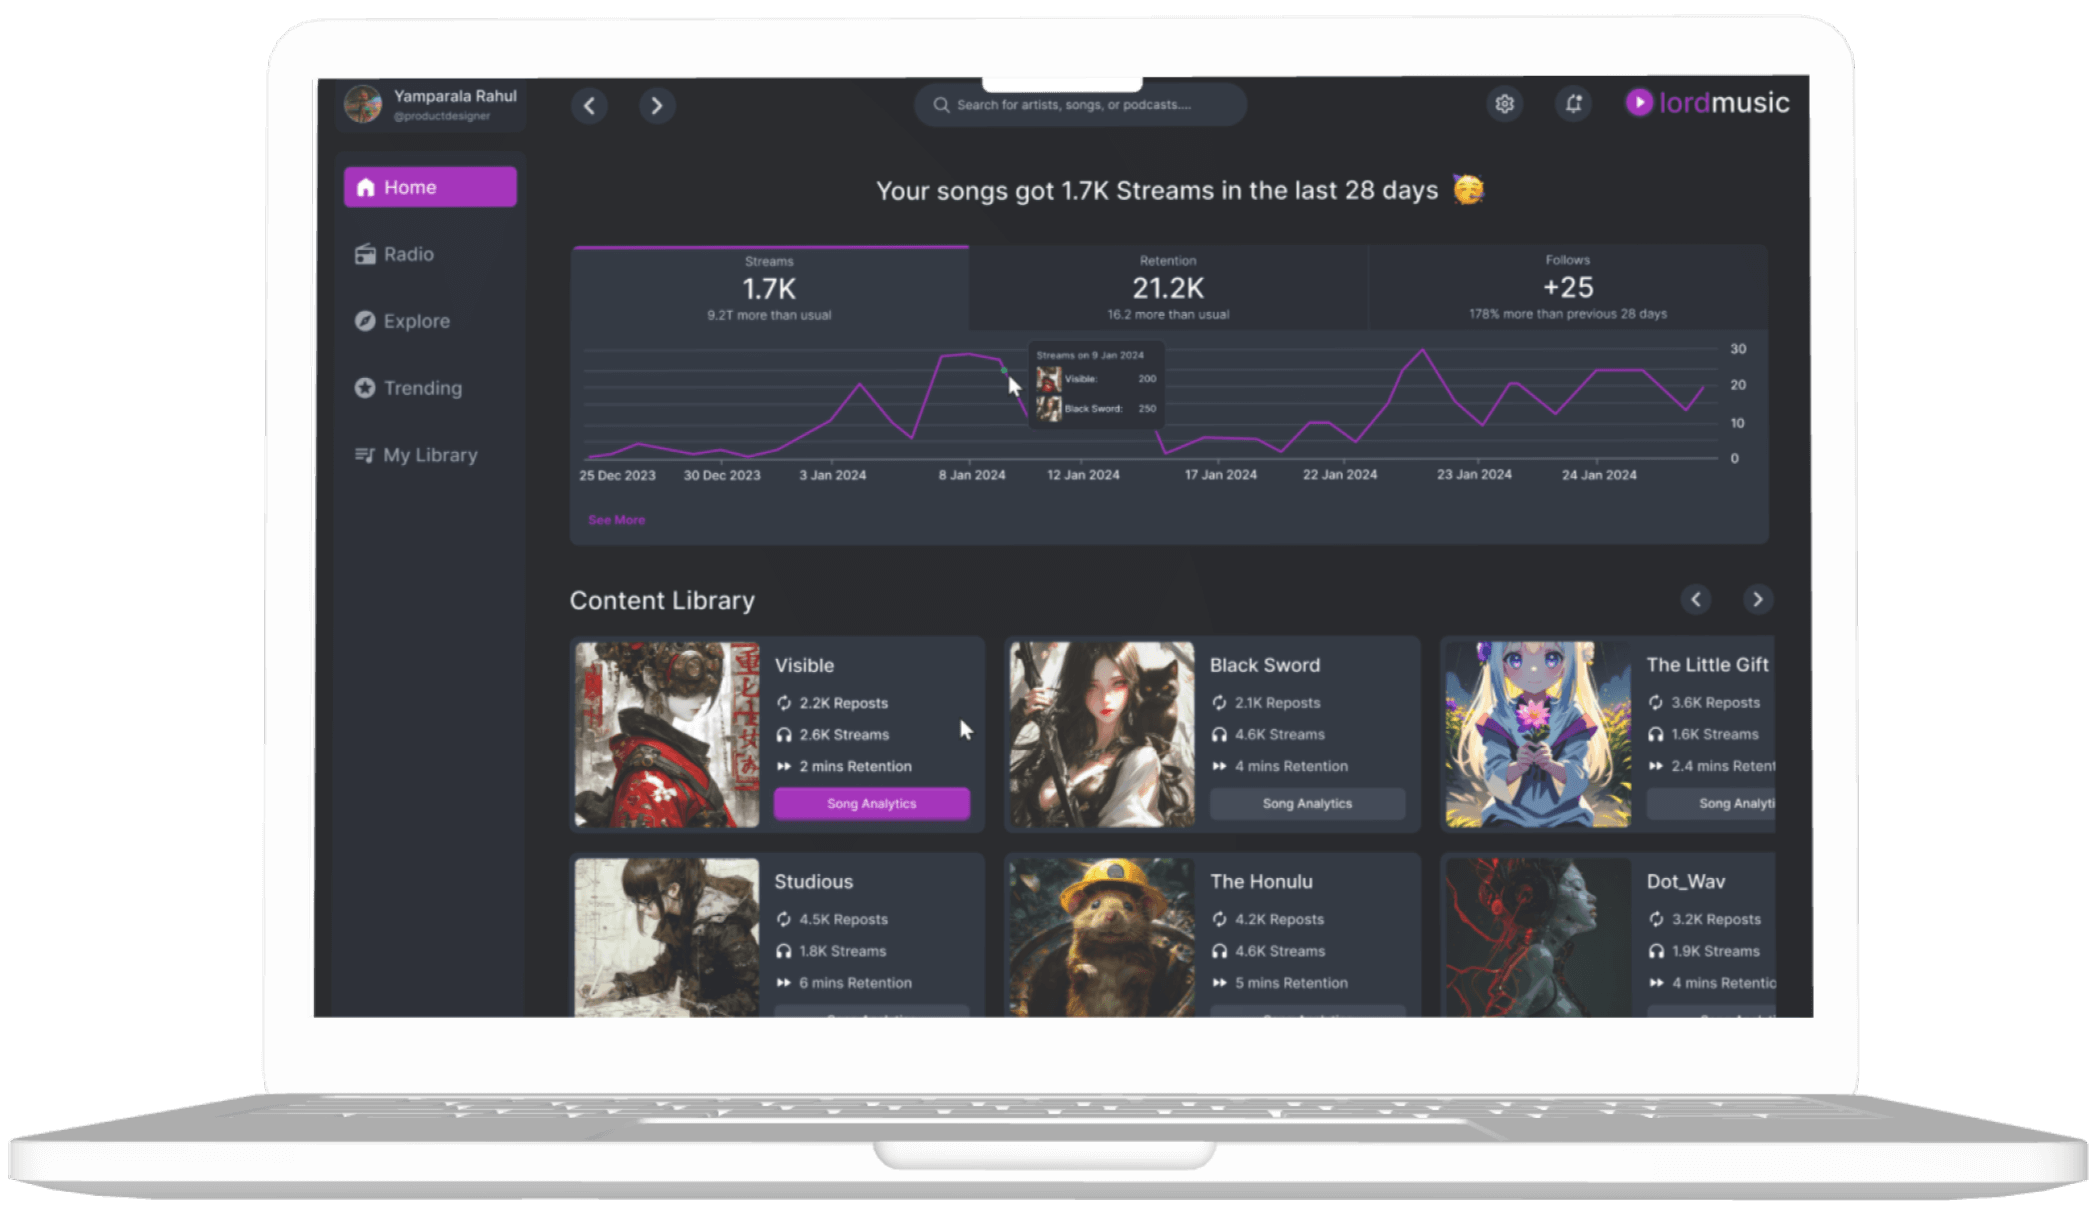 Yamparala Rahul
@productdesigner
Search for artists, songs, or podcasts....
lordmusic
Home
Radio
Explore
Trending
My Library
Your songs got 1.7K Streams in the last 28 days 🥳
Streams
1.7K
9.2T more than usual
Retention
21.2K
16.2 more than usual
Follows
+25
178% more than previous 28 days
Streams on 9 Jan 2024
Visible: 200
Black Sword: 250
30
20
10
0
25 Dec 2023 30 Dec 2023 3 Jan 2024 8 Jan 2024 12 Jan 2024 17 Jan 2024 22 Jan 2024 23 Jan 2024 24 Jan 2024
See More
Content Library
Visible
2.2K Reposts
2.6K Streams
2 mins Retention
Song Analytics
Black Sword
2.1K Reposts
4.6K Streams
4 mins Retention
Song Analytics
The Little Gift
3.6K Reposts
1.6K Streams
2.4 mins Retent
Song Analyti
Studious
4.5K Reposts
1.8K Streams
6 mins Retention
The Honulu
4.2K Reposts
4.6K Streams
5 mins Retention
Dot_Wav
3.2K Reposts
1.9K Streams
4 mins Retentio